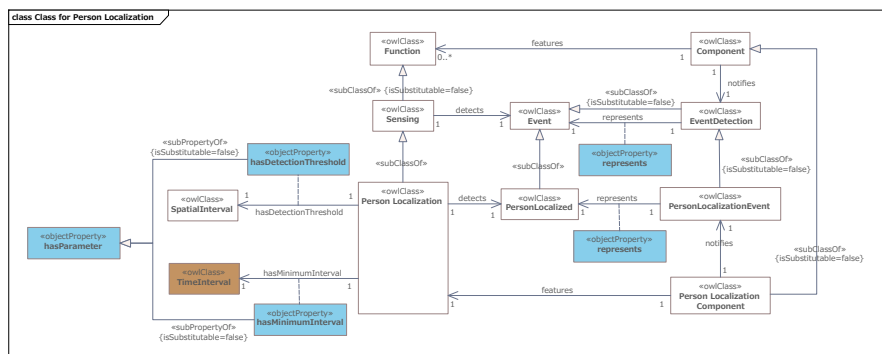 class Class for Person Localization
«owlClass»
Function
features
0..*
1
«owlClass»
Component
«subClassOf» {isSubstitutable=false}
1
notifies
1
«owlClass»
Sensing
detects
1
1
«owlClass»
Event
«subClassOf»
{isSubstitutable=false}
represents
1
1
«owlClass»
EventDetection
«subPropertyOf»
{isSubstitutable=false}
«objectProperty»
hasDetectionThreshold
«subClassOf»
«subClassOf»
«objectProperty»
represents
«subClassOf»
{isSubstitutable=false}
«owlClass»
SpatialInterval
1
1
hasDetectionThreshold
«owlClass»
Person Localization
detects
1
1
«owlClass»
PersonLocalized
represents
1
1
«owlClass»
PersonLocalizationEvent
«objectProperty»
hasParameter
«objectProperty»
represents
1
notifies
«subClassOf»
{isSubstitutable=false}
«owlClass»
TimeInterval
hasMinimumInterval
1
1
1
«owlClass»
Person Localization
Component
features
1
1
«objectProperty»
hasMinimumInterval
«subPropertyOf»
{isSubstitutable=false}